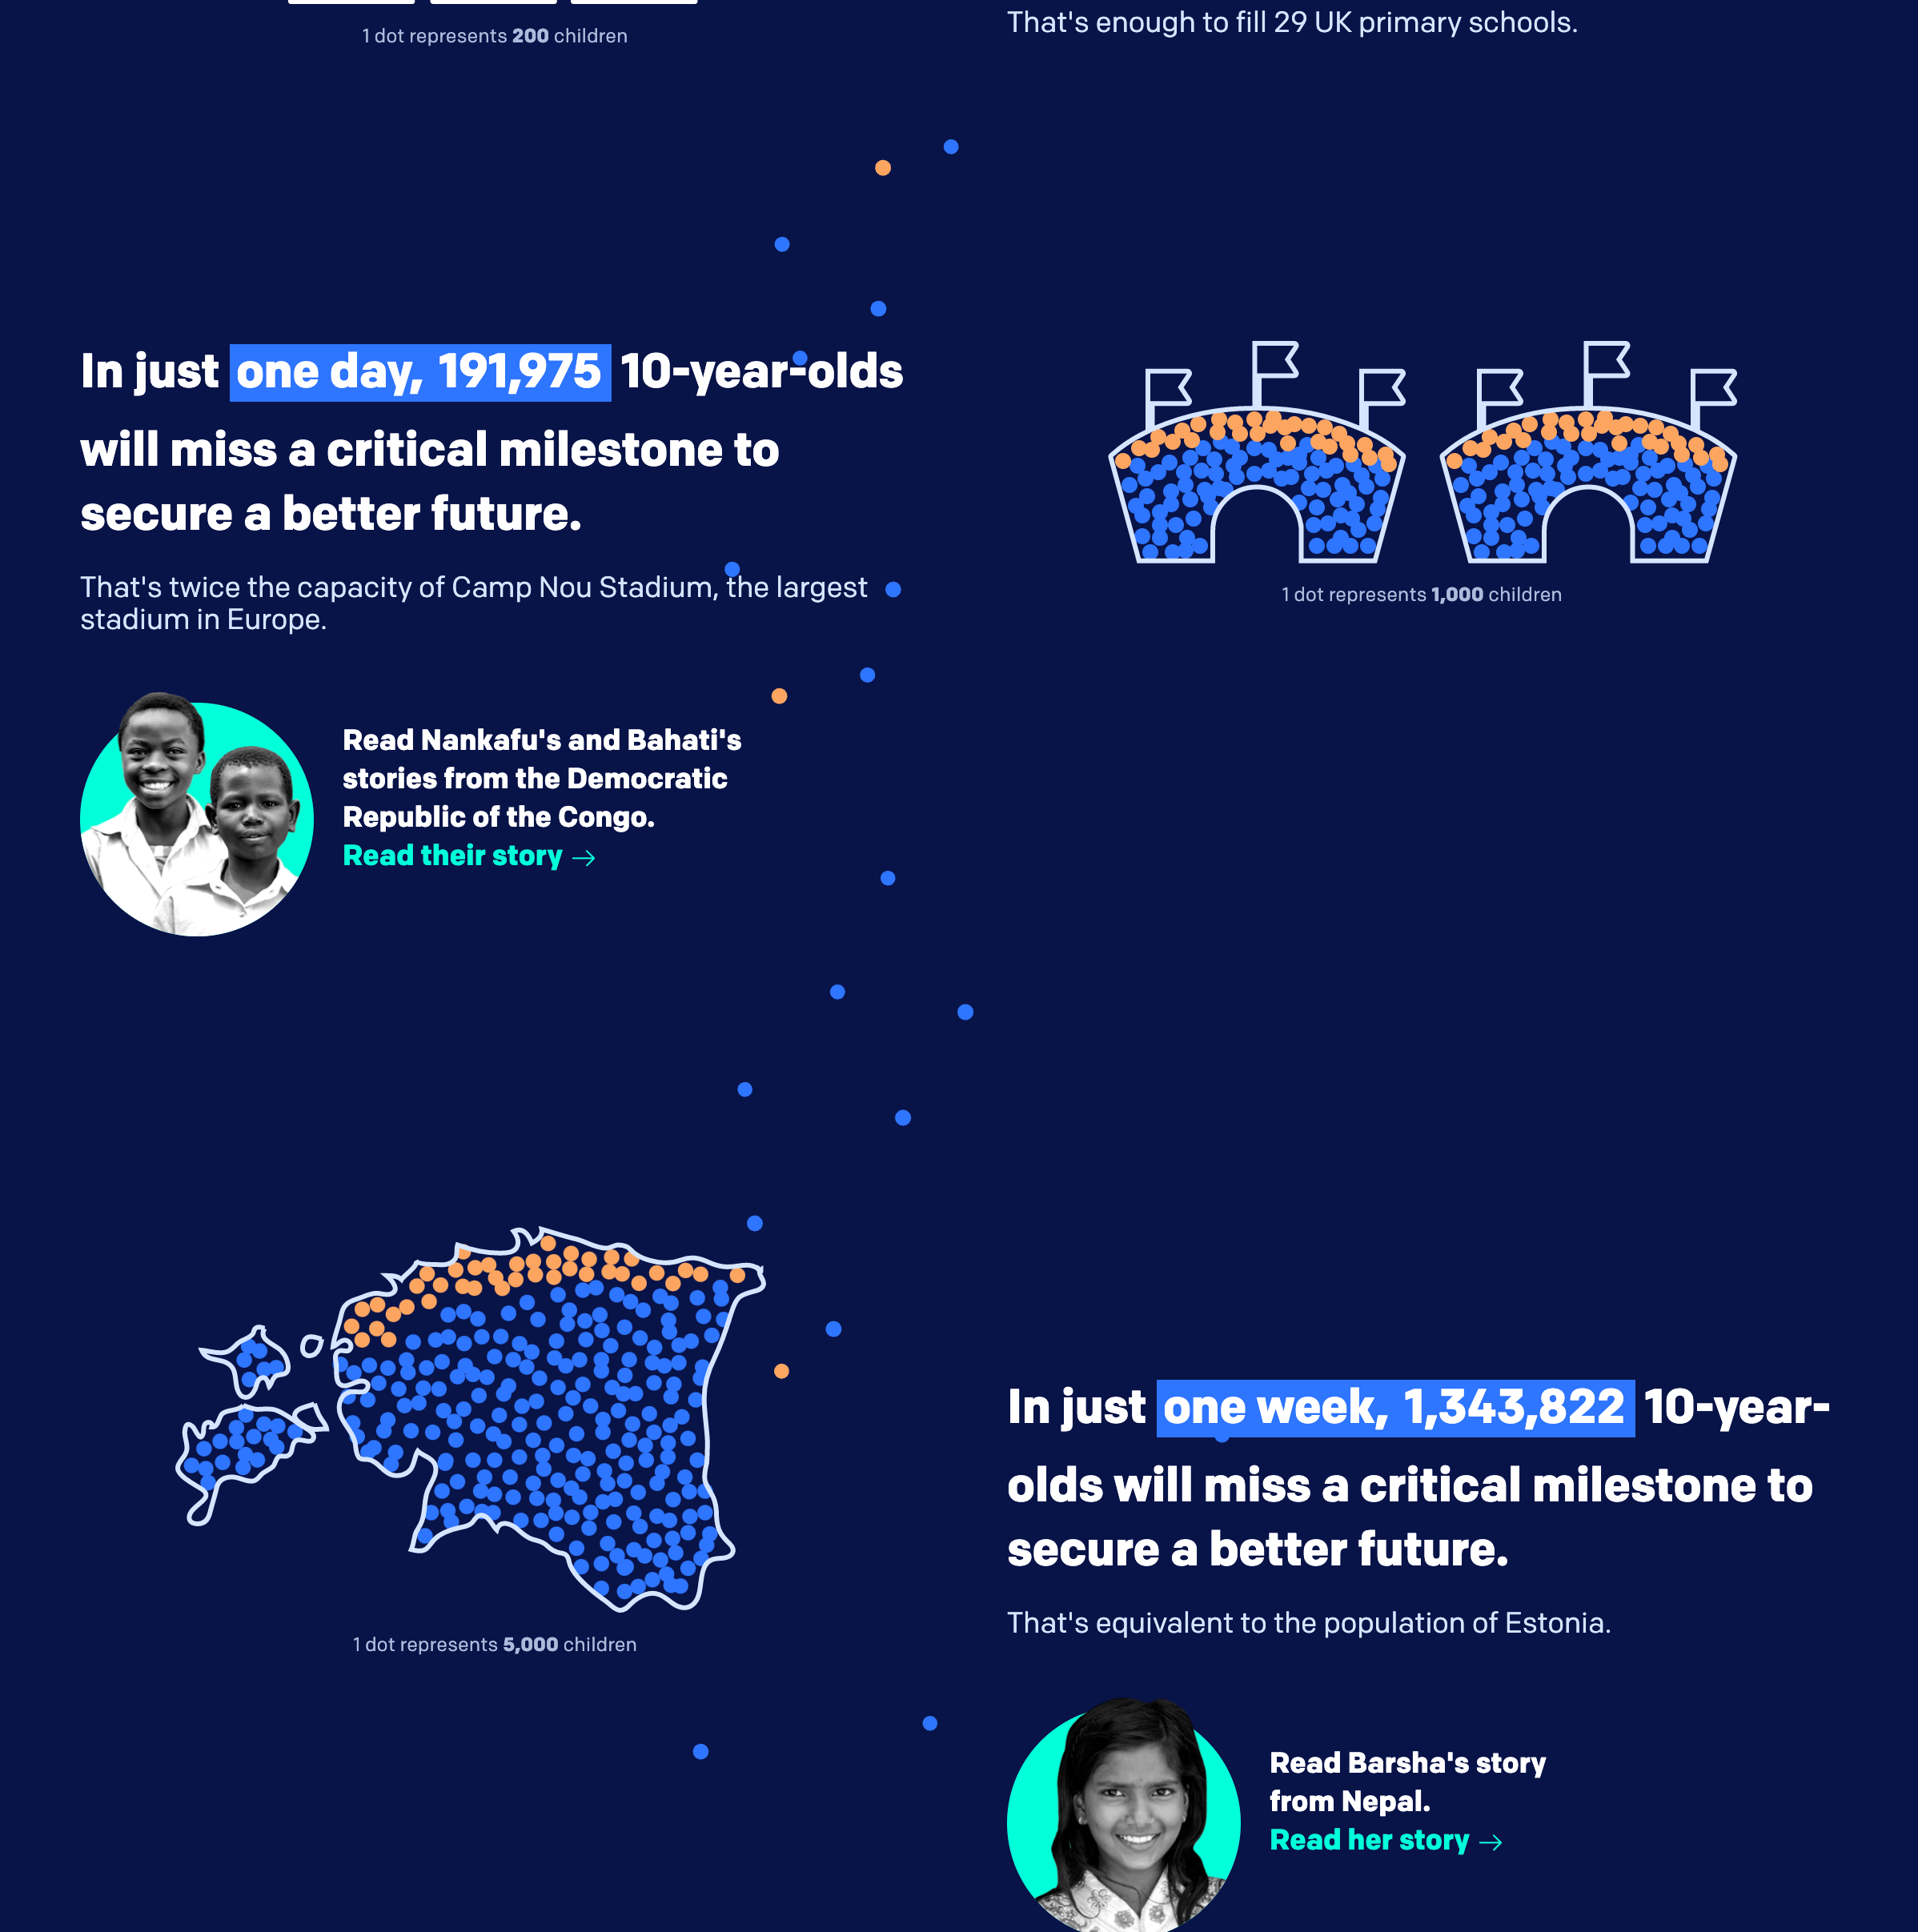 1 dot represents 200 children
That's enough to fill 29 UK primary schools.
In just one day, 191,975 10-year-olds
will miss a critical milestone to
secure a better future.
That's twice the capacity of Camp Nou Stadium, the largest
stadium in Europe.
1 dot represents 1,000 children
Read Nankafu's and Bahati's
stories from the Democratic
Republic of the Congo.
Read their story →
1 dot represents 5,000 children
In just one week, 1,343,822 10-year-
olds will miss a critical milestone to
secure a better future.
That's equivalent to the population of Estonia.
Read Barsha's story
from Nepal.
Read her story →